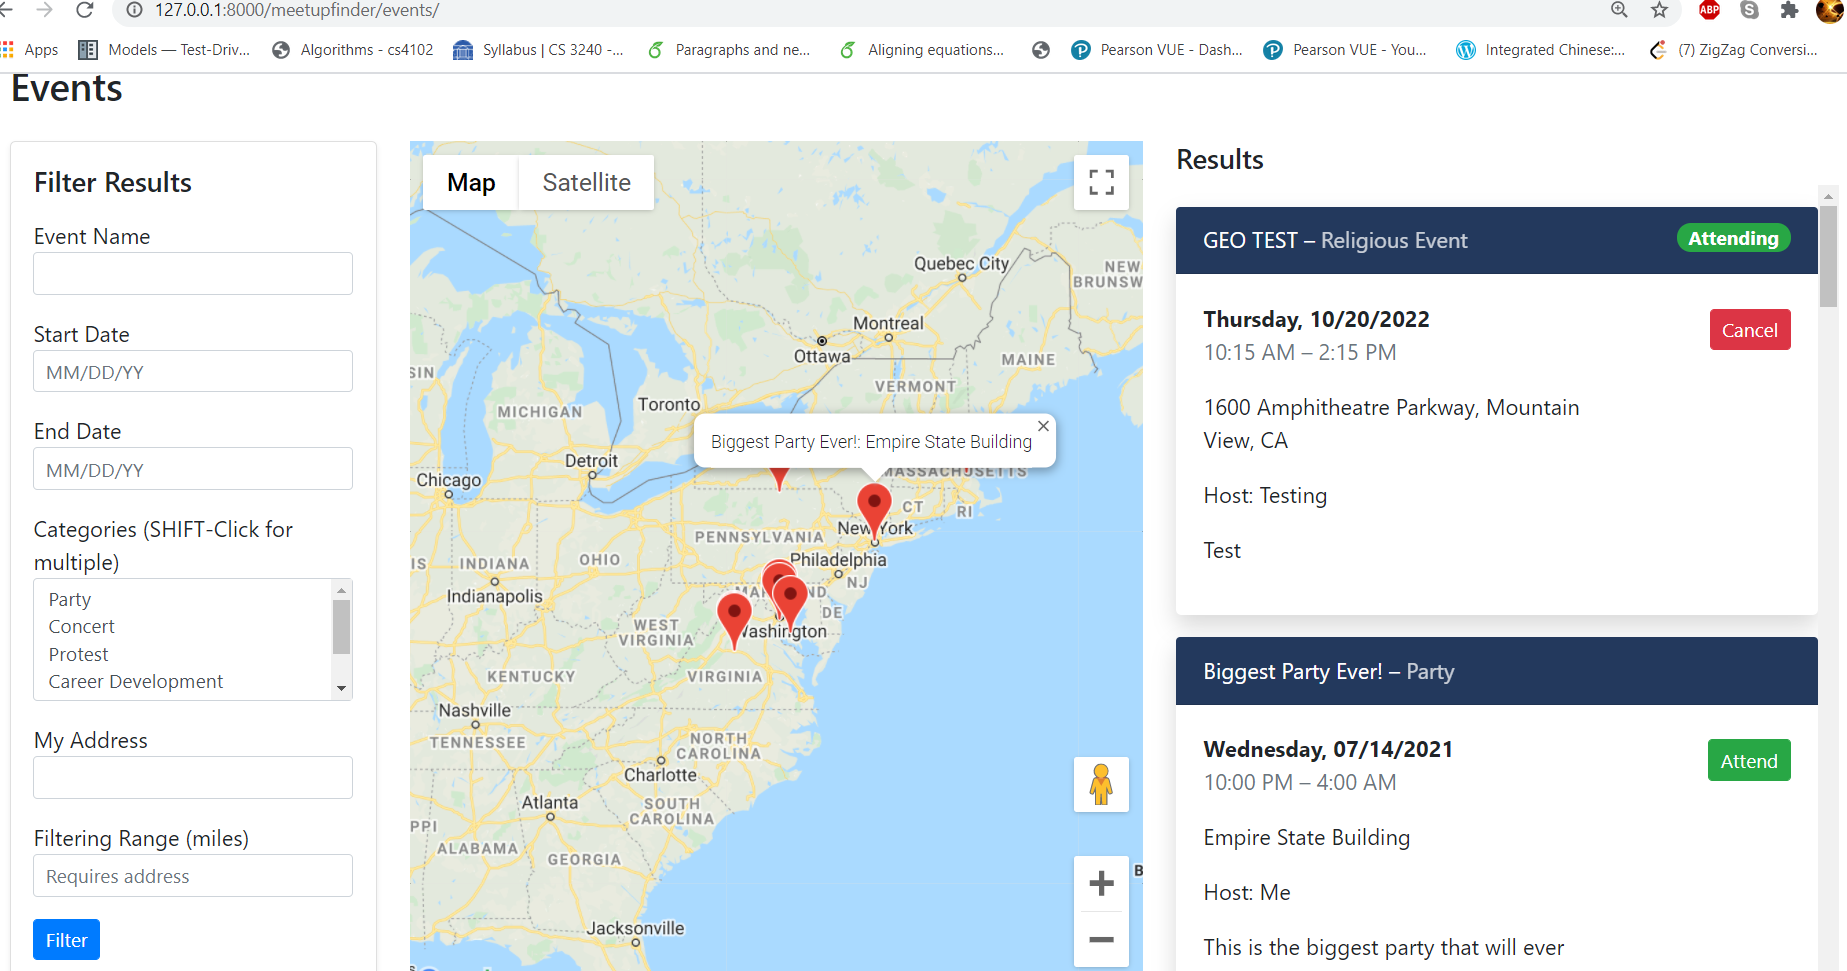 127.0.0.1:8000/meetupfinder/events/
ABP
Apps
Models — Test-Driv...
Algorithms - cs4102
Syllabus | CS 3240 -...
Paragraphs and ne...
Aligning equations...
Pearson VUE - Dash...
Pearson VUE - You...
Integrated Chinese:...
(7) ZigZag Conversi...
Events
Filter Results
Event Name
Start Date
MM/DD/YY
End Date
MM/DD/YY
Categories (SHIFT-Click for
multiple)
Party
Concert
Protest
Career Development
My Address
Filtering Range (miles)
Requires address
Filter
Map
Satellite
Quebec City
NEW
BRUNSW
Montreal
Ottawa
MAINE
SIN
VERMONT
MICHIGAN
Toronto
Biggest Party Ever!: Empire State Building
Detroit
MASSACHUSETTS
Chicago
CT
RI
New York
PENNSYLVANIA
IS
INDIANA
OHIO
Philadelphia
NJ
Indianapolis
DE
WEST
VIRGINIA
Washington
KENTUCKY
VIRGINIA
Nashville
TENNESSEE
NORTH
CAROLINA
Charlotte
Atlanta
SOUTH
CAROLINA
PPI
ALABAMA
GEORGIA
B
Jacksonville
Results
GEO TEST – Religious Event
Attending
Thursday, 10/20/2022
Cancel
10:15 AM – 2:15 PM
1600 Amphitheatre Parkway, Mountain
View, CA
Host: Testing
Test
Biggest Party Ever! – Party
Wednesday, 07/14/2021
Attend
10:00 PM – 4:00 AM
Empire State Building
Host: Me
This is the biggest party that will ever